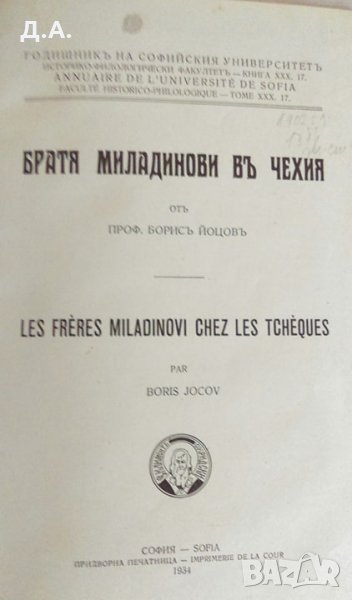 Д.А.
ГОДИШНИКЪ НА СОФИЙСКИЯ УНИВЕРСИТЕТЪ
ИСТОРИКО-ФИЛОЛОГИЧЕСКИ ФАКУЛТЕТЪ — КНИГА XXX. 17.
ANNUAIRE DE L'UNIVERSITÉ DE SOFIA
FACULTÉ HISTORICO-PHILOLOGIQUE — TOME XXX. 17.
БРАТЯ МИЛАДИНОВИ ВЪ ЧЕХИЯ
ОТЪ
ПРОФ. БОРИСЪ ЙОЦОВЪ
LES FRÈRES MILADINOVI CHEZ LES TCHÈQUES
PAR
BORIS JOCOV
СОФИЯ — SOFIA
ПРИДВОРНА ПЕЧАТНИЦА — IMPRIMERIE DE LA COUR
1934
BAZAR.BG